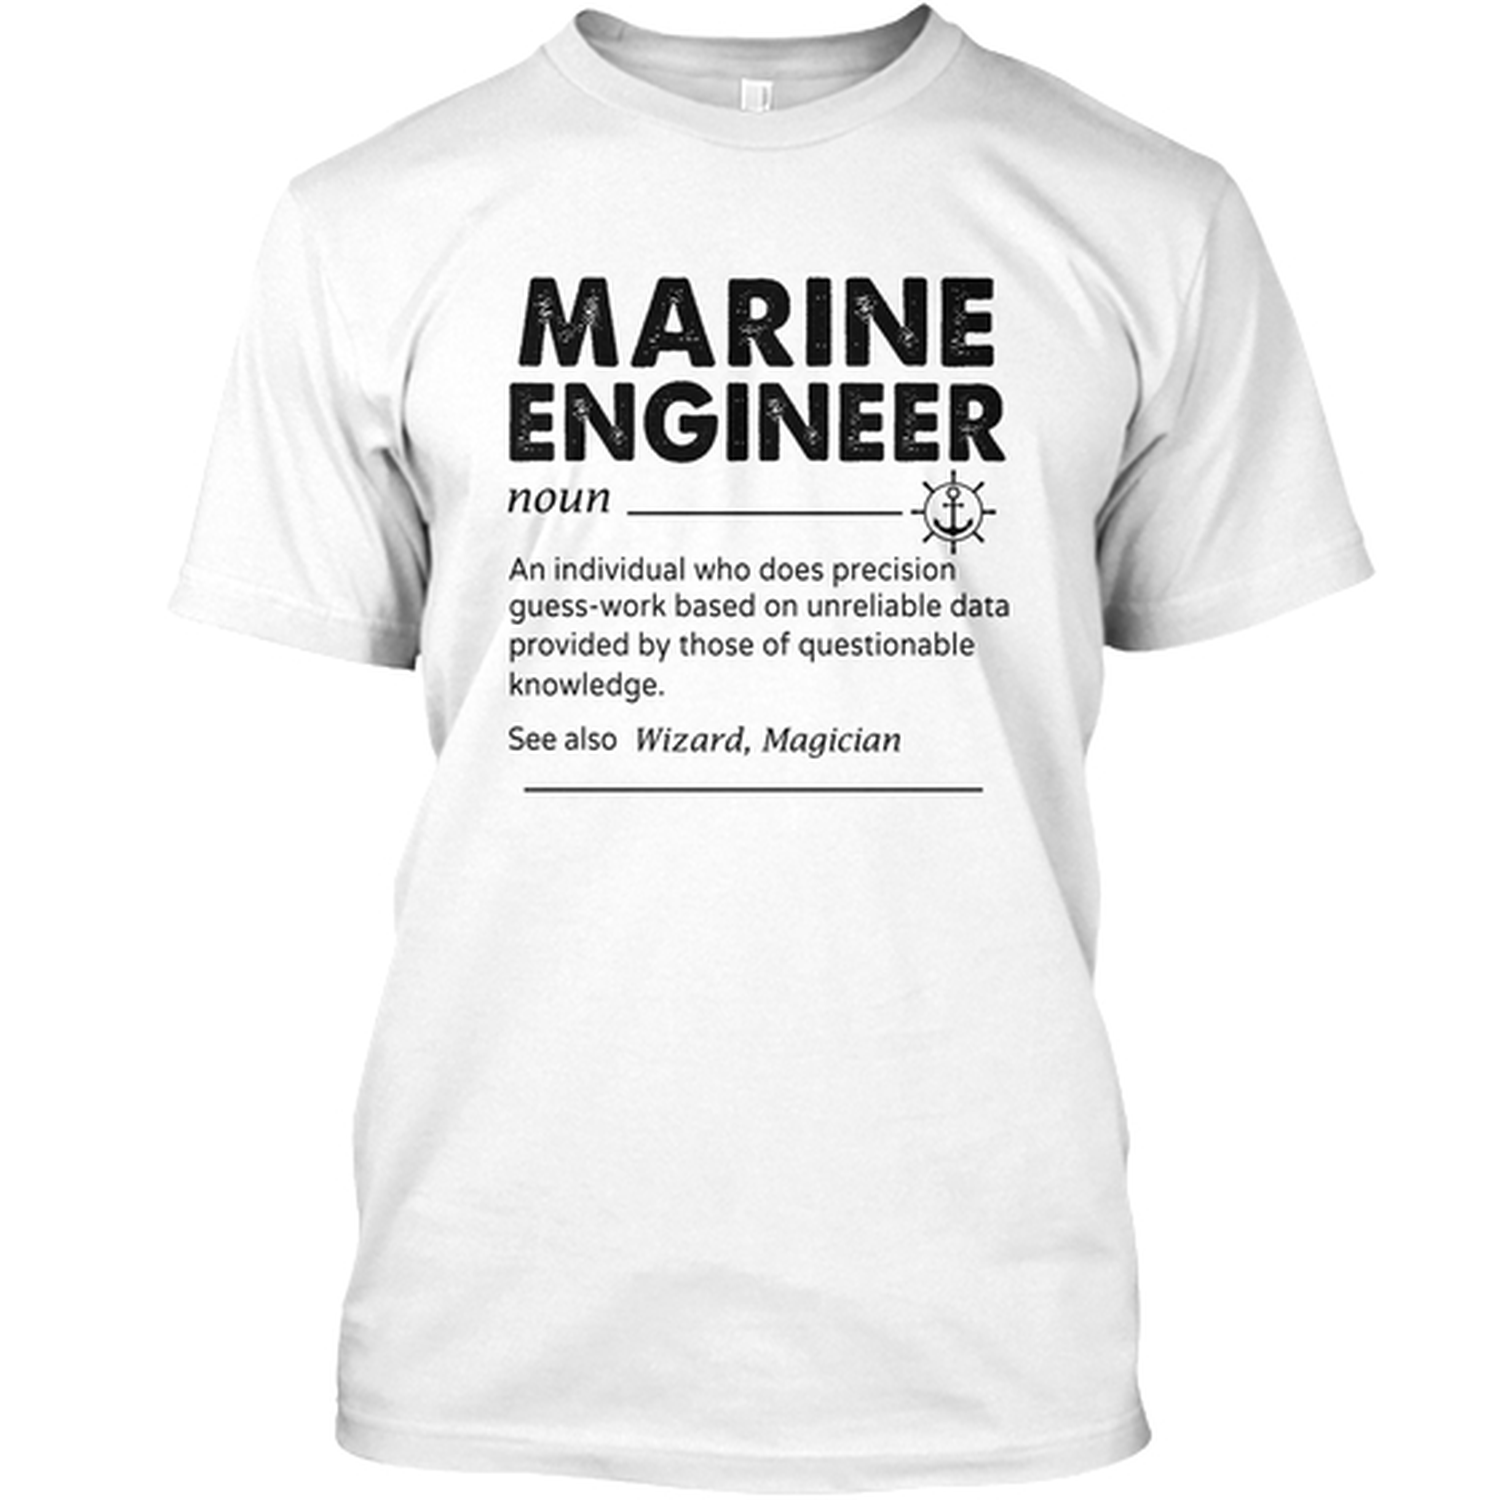 MARINE
ENGINEER
noun
An individual who does precision
guess-work based on unreliable data
provided by those of questionable
knowledge.
See also Wizard, Magician